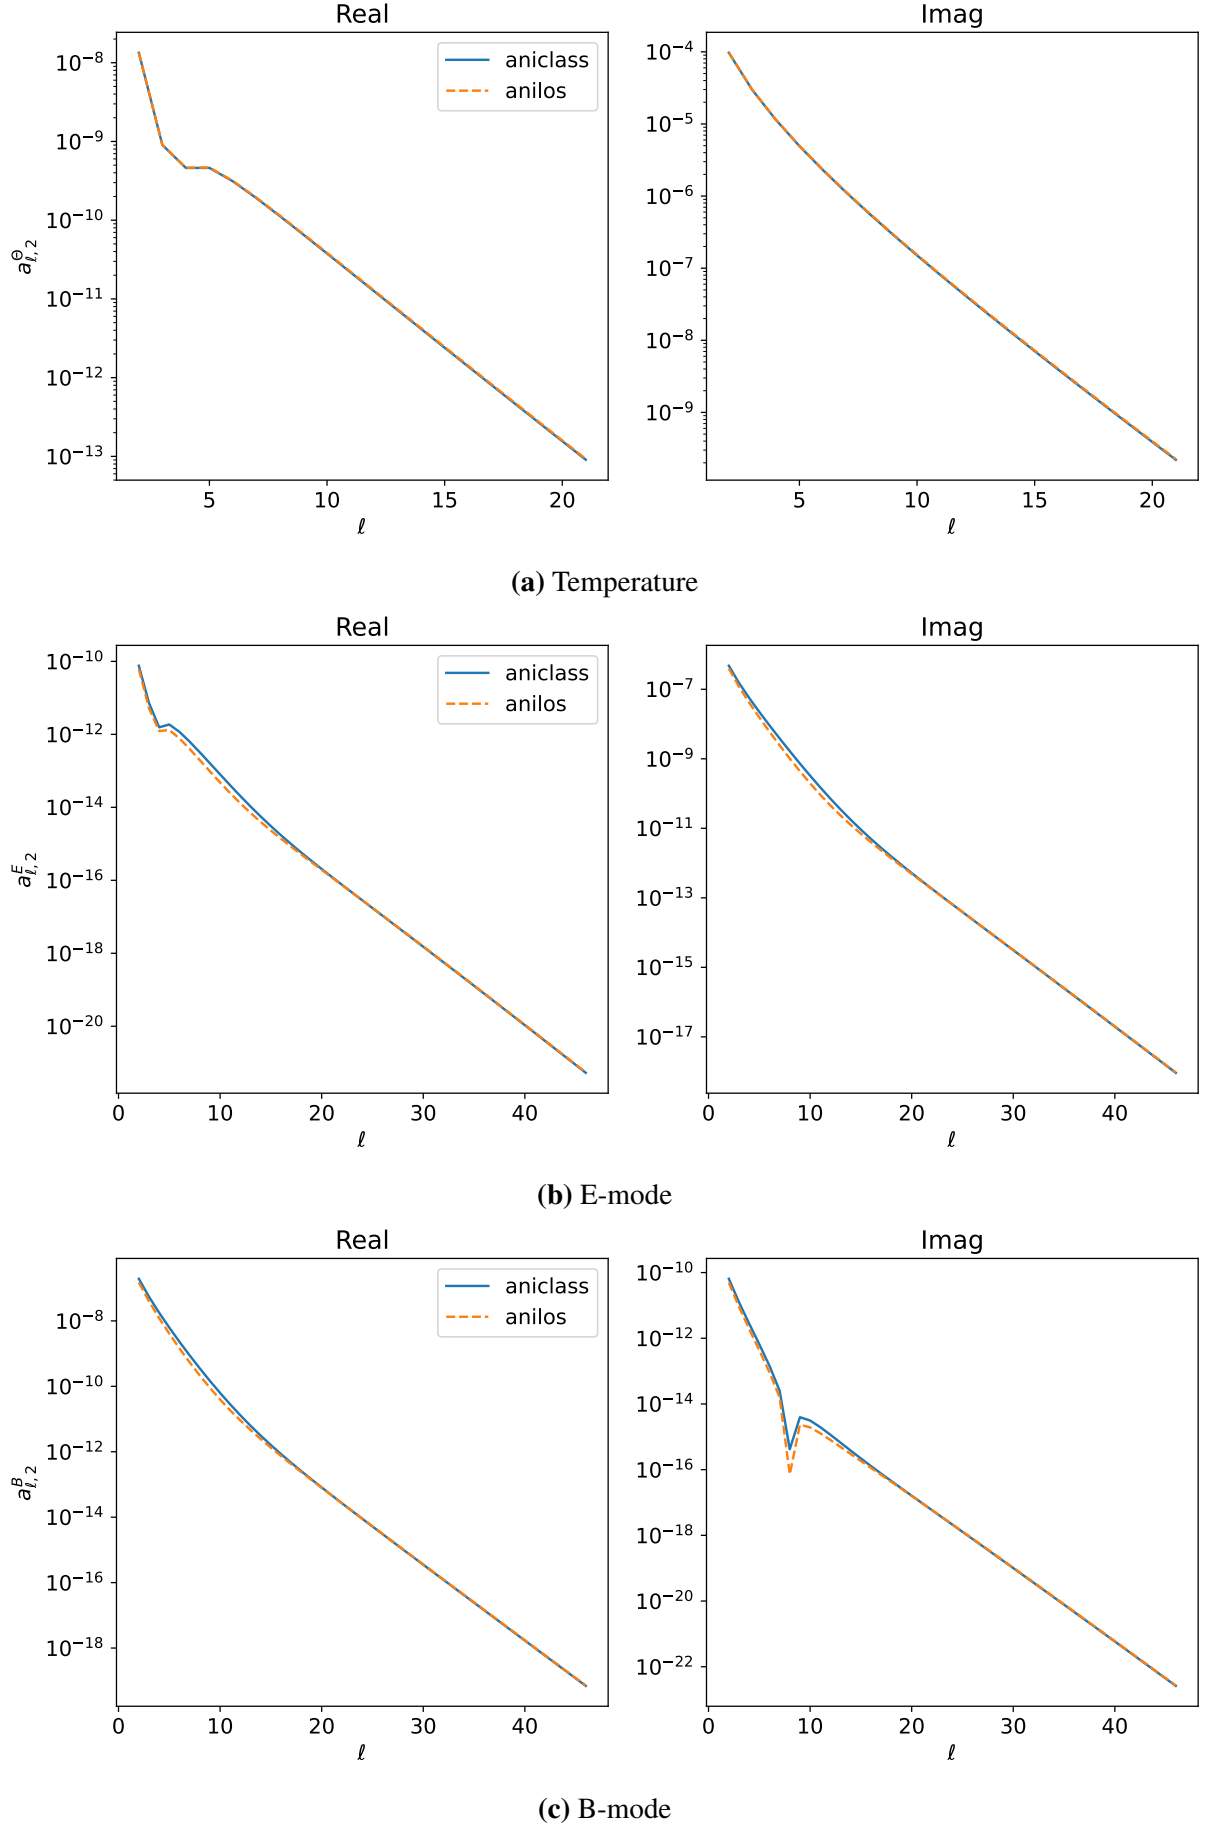 Real
Imag
10⁻⁸
10⁻⁹
10⁻¹⁰
10⁻¹¹
10⁻¹²
10⁻¹³
aniclass
anilos
10⁻⁴
10⁻⁵
10⁻⁶
10⁻⁷
10⁻⁸
10⁻⁹
a^Θ_{ℓ,2}
5 10 15 20
5 10 15 20
ℓ
ℓ
(a) Temperature
Real
Imag
10⁻¹⁰
10⁻¹²
10⁻¹⁴
10⁻¹⁶
10⁻¹⁸
10⁻²⁰
aniclass
anilos
10⁻⁷
10⁻⁹
10⁻¹¹
10⁻¹³
10⁻¹⁵
10⁻¹⁷
a^E_{ℓ,2}
0 10 20 30 40
0 10 20 30 40
ℓ
ℓ
(b) E-mode
Real
Imag
10⁻⁸
10⁻¹⁰
10⁻¹²
10⁻¹⁴
10⁻¹⁶
10⁻¹⁸
aniclass
anilos
10⁻¹⁰
10⁻¹²
10⁻¹⁴
10⁻¹⁶
10⁻¹⁸
10⁻²⁰
10⁻²²
a^B_{ℓ,2}
0 10 20 30 40
0 10 20 30 40
ℓ
ℓ
(c) B-mode